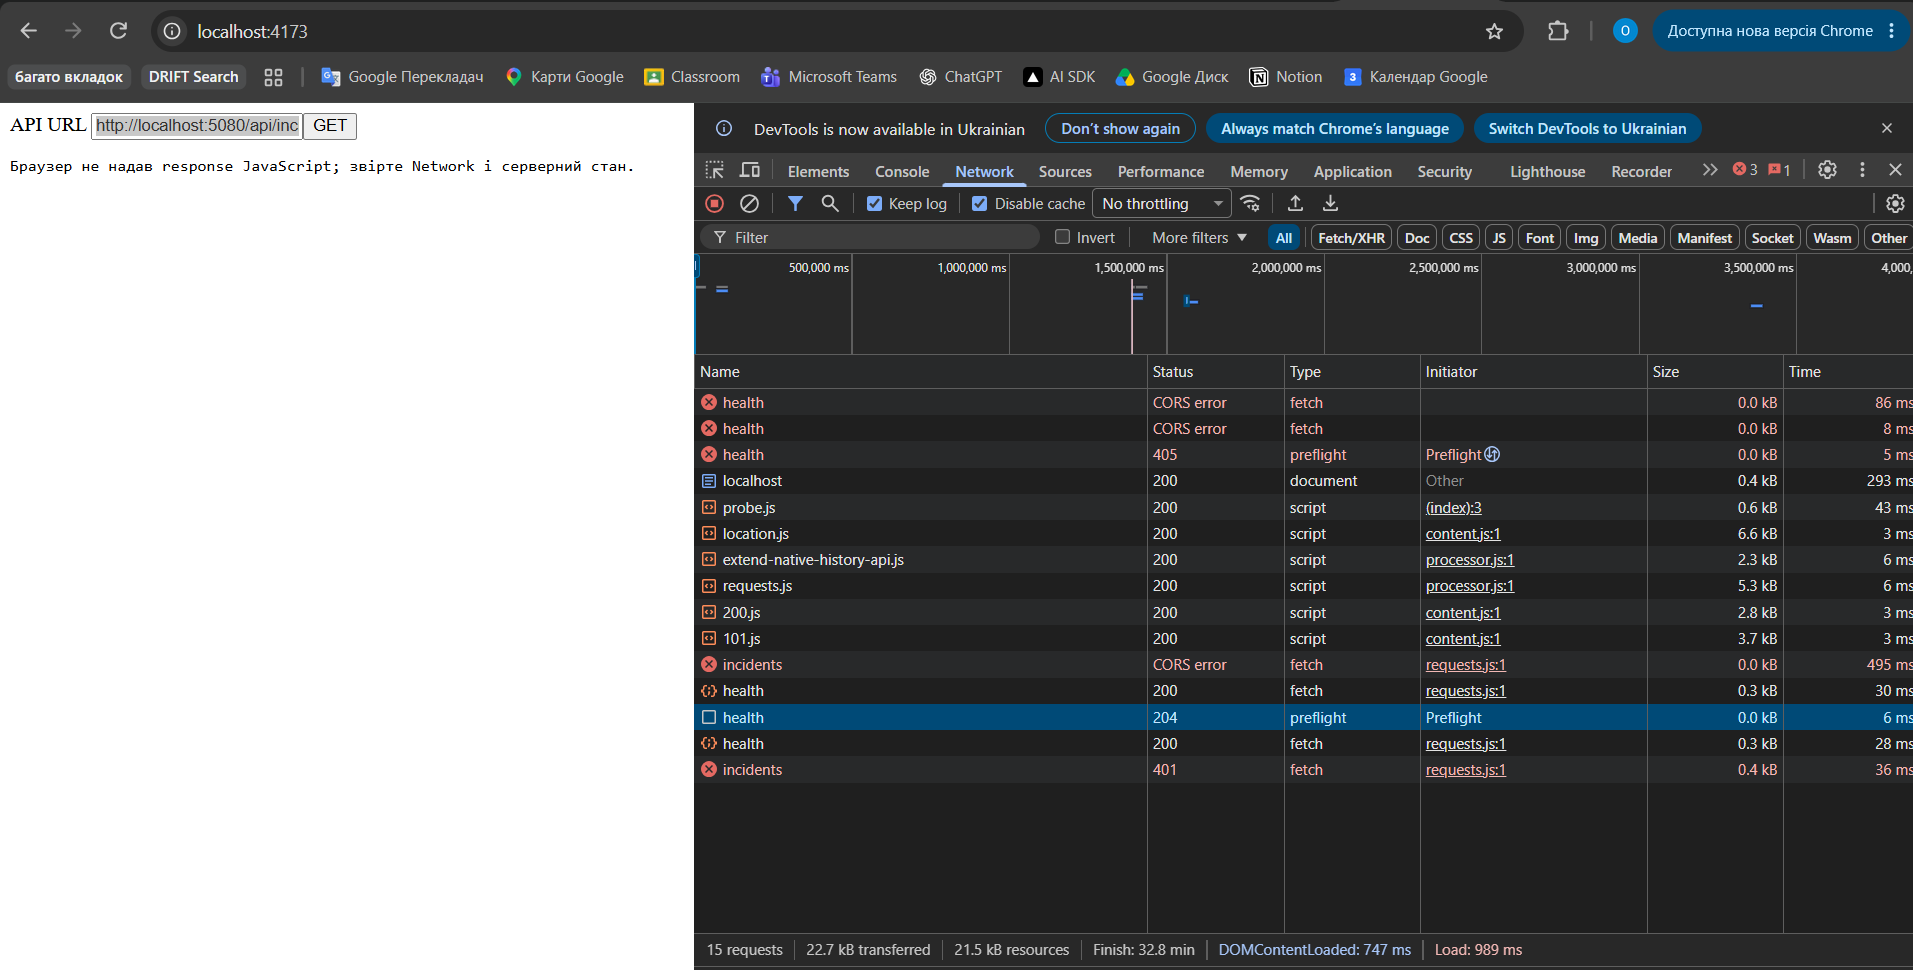 localhost:4173
O
Доступна нова версія Chrome
багато вкладок
DRIFT Search
Google Перекладач
Карти Google
Classroom
Microsoft Teams
ChatGPT
AI SDK
Google Диск
Notion
3
Календар Google
API URL http://localhost:5080/api/inc GET
Браузер не надав response JavaScript; звірте Network і серверний стан.
DevTools is now available in Ukrainian
Don't show again
Always match Chrome's language
Switch DevTools to Ukrainian
Elements Console Network Sources Performance Memory Application Security Lighthouse Recorder 3 1
Keep log Disable cache No throttling
Filter Invert More filters All Fetch/XHR Doc CSS JS Font Img Media Manifest Socket Wasm Other
500,000 ms 1,000,000 ms 1,500,000 ms 2,000,000 ms 2,500,000 ms 3,000,000 ms 3,500,000 ms 4,000,
Name Status Type Initiator Size Time
health CORS error fetch 0.0 kB 86 ms
health CORS error fetch 0.0 kB 8 ms
health 405 preflight Preflight 0.0 kB 5 ms
localhost 200 document Other 0.4 kB 293 ms
probe.js 200 script (index):3 0.6 kB 43 ms
location.js 200 script content.js:1 6.6 kB 3 ms
extend-native-history-api.js 200 script processor.js:1 2.3 kB 6 ms
requests.js 200 script processor.js:1 5.3 kB 6 ms
200.js 200 script content.js:1 2.8 kB 3 ms
101.js 200 script content.js:1 3.7 kB 3 ms
incidents CORS error fetch requests.js:1 0.0 kB 495 ms
health 200 fetch requests.js:1 0.3 kB 30 ms
health 204 preflight Preflight 0.0 kB 6 ms
health 200 fetch requests.js:1 0.3 kB 28 ms
incidents 401 fetch requests.js:1 0.4 kB 36 ms
15 requests 22.7 kB transferred 21.5 kB resources Finish: 32.8 min DOMContentLoaded: 747 ms Load: 989 ms